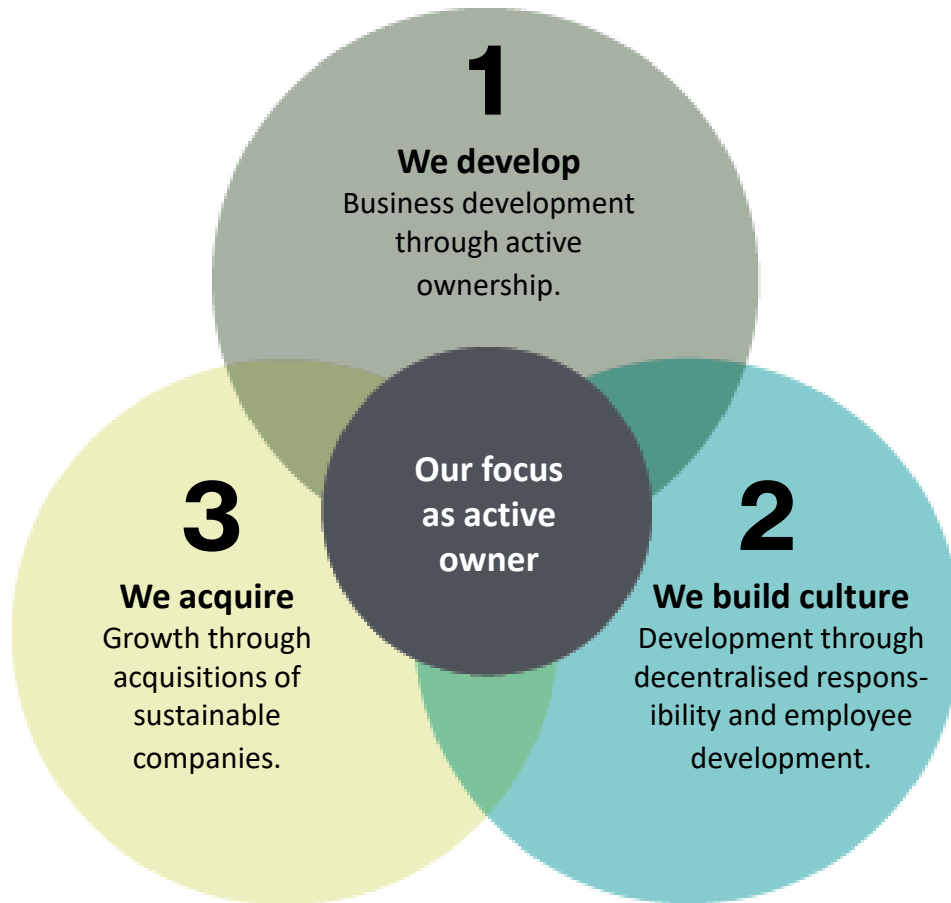 1
We develop
Business development
through active
ownership.
Our focus
as active
owner
2
We build culture
Development through
decentralised respons-
ibility and employee
development.
3
We acquire
Growth through
acquisitions of
sustainable
companies.